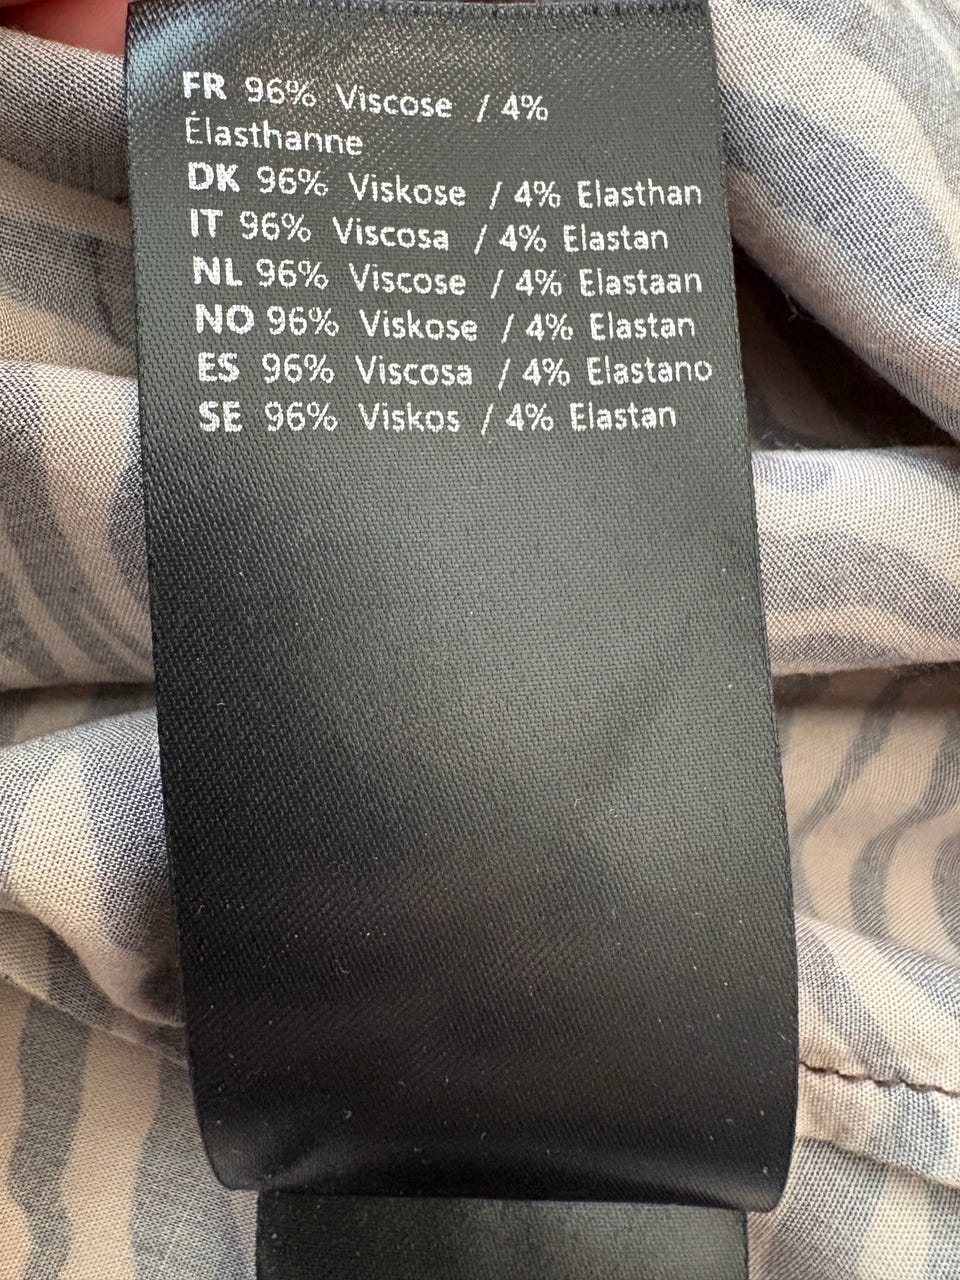 FR 96% Viscose / 4%
Élasthanne
DK 96% Viskose / 4% Elasthan
IT 96% Viscosa / 4% Elastan
NL 96% Viscose / 4% Elastaan
NO 96% Viskose / 4% Elastan
ES 96% Viscosa / 4% Elastano
SE 96% Viskos / 4% Elastan